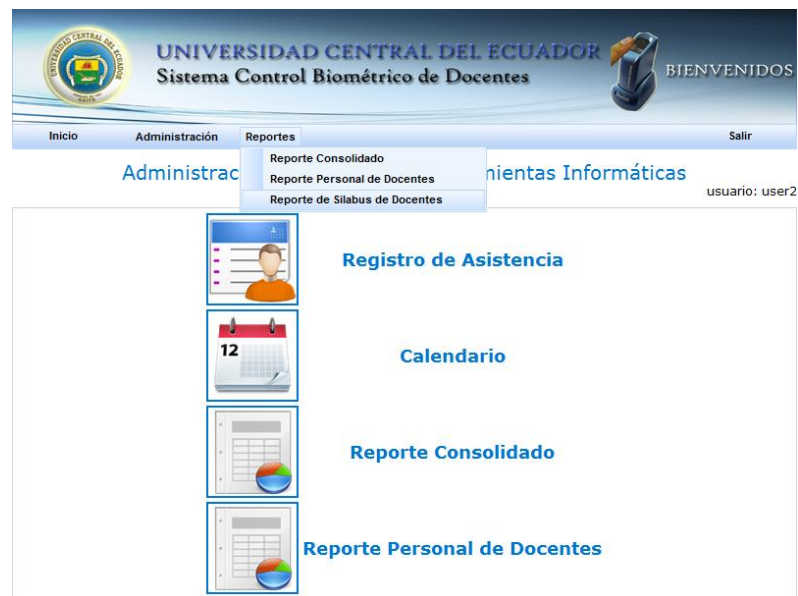 UNIVERSIDAD CENTRAL DEL ECUADOR
Sistema Control Biométrico de Docentes
BIENVENIDOS
Inicio Administración Reportes Salir
Reporte Consolidado
Reporte Personal de Docentes
Reporte de Silabus de Docentes
Administrac mientas Informáticas
usuario: user2
Registro de Asistencia
12
Calendario
Reporte Consolidado
Reporte Personal de Docentes